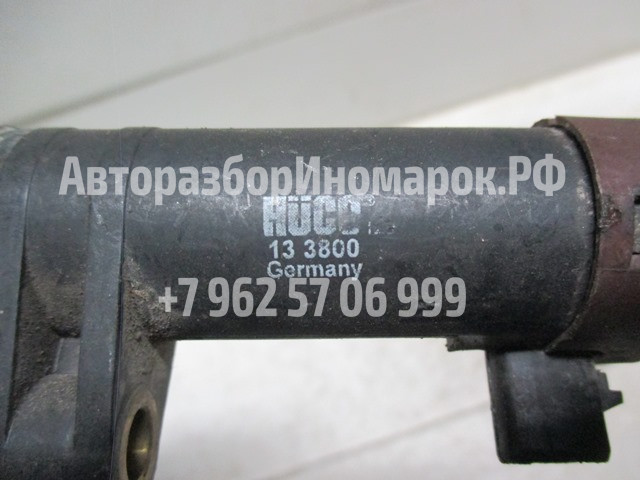 АвторазборИномарок.РФ
HÜCO
13 3800
Germany
+7 962 57 06 999